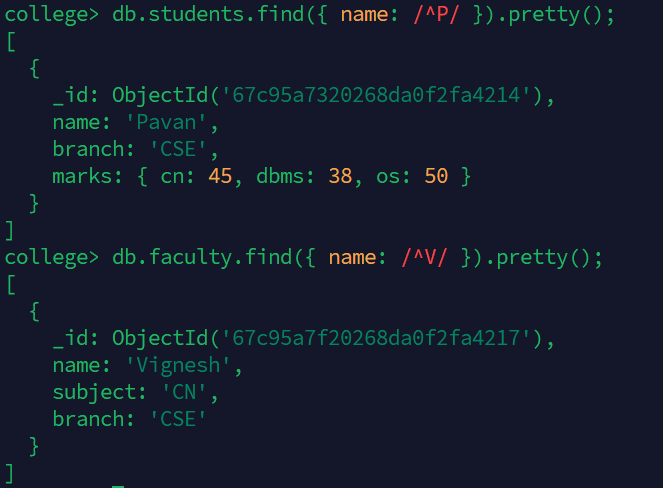 college> db.students.find({ name: /^P/ }).pretty();
[
  {
    _id: ObjectId('67c95a7320268da0f2fa4214'),
    name: 'Pavan',
    branch: 'CSE',
    marks: { cn: 45, dbms: 38, os: 50 }
  }
]
college> db.faculty.find({ name: /^V/ }).pretty();
[
  {
    _id: ObjectId('67c95a7f20268da0f2fa4217'),
    name: 'Vignesh',
    subject: 'CN',
    branch: 'CSE'
  }
]